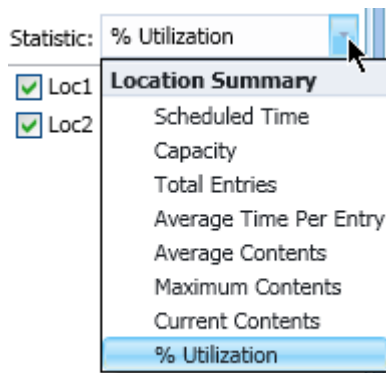 Statistic: % Utilization
Loc1
Loc2
Location Summary
Scheduled Time
Capacity
Total Entries
Average Time Per Entry
Average Contents
Maximum Contents
Current Contents
% Utilization